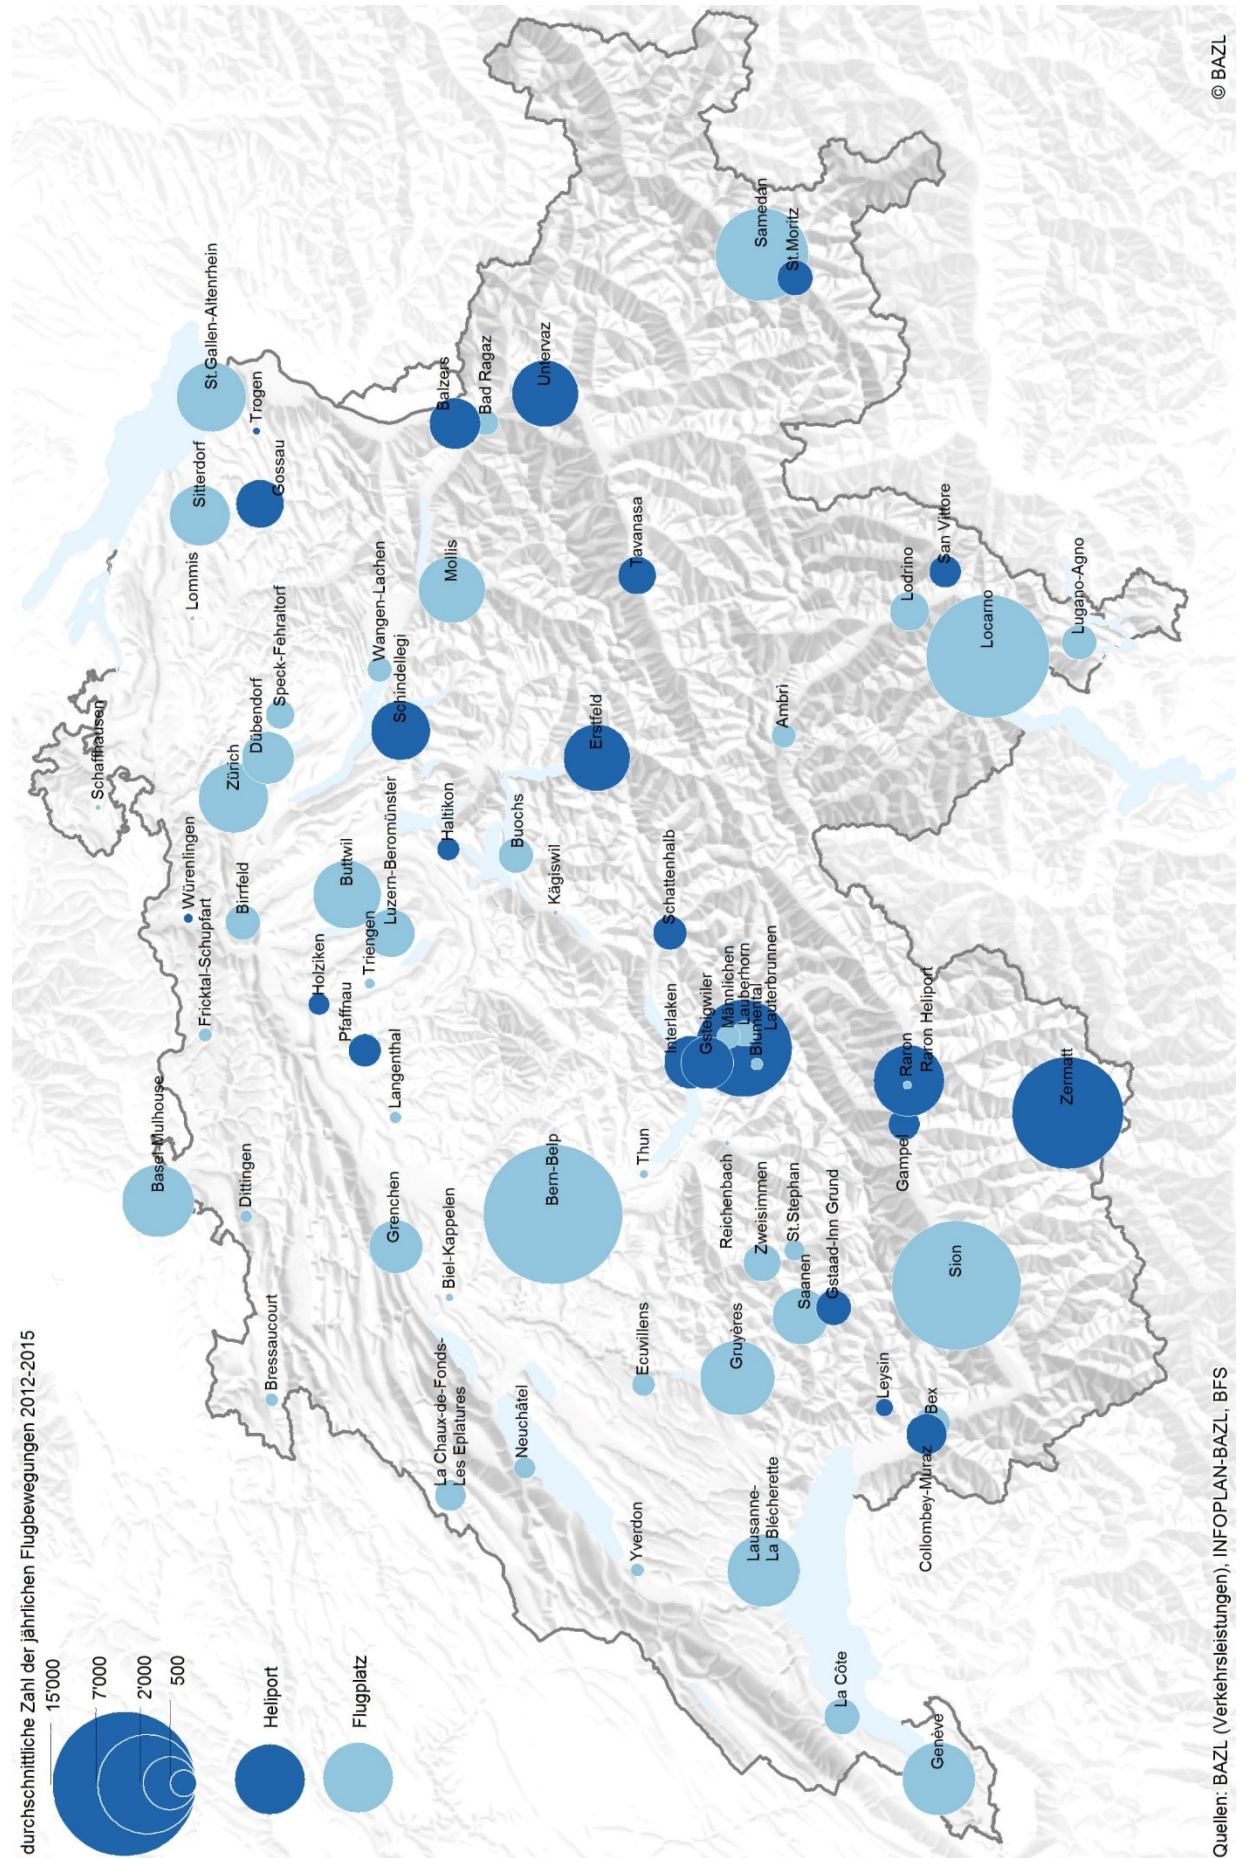 durchschnittliche Zahl der jährlichen Flugbewegungen 2012-2015
15'000
7'000
2'000
500
Heliport
Flugplatz
Schaffhausen
Basel-Mulhouse
Fricktal-Schupfart
Würenlingen
Lommis
Sitterdorf
St.Gallen-Altenrhein
Trogen
Gossau
Dittingen
Birrfeld
Zürich
Dübendorf
Speck-Fehraltorf
Bressaucourt
Holziken
Buttwil
Pfaffnau
Triengen
Luzern-Beromünster
Wangen-Lachen
Schindellegi
Langenthal
Grenchen
La Chaux-de-Fonds-
Les Eplatures
Biel-Kappelen
Haltikon
Mollis
Balzers
Bad Ragaz
Neuchâtel
Buochs
Untervaz
Bern-Belp
Kägiswil
Erstfeld
Yverdon
Ecuvillens
Thun
Tavanasa
Schattenhalb
Interlaken
Gsteigwiler
Männlichen
Lauberhorn
Lauterbrunnen
Blumental
Reichenbach
Gruyères
Zweisimmen
St.Stephan
Lausanne-
La Blécherette
Saanen
Gstaad-Inn Grund
Samedan
St.Moritz
Ambrì
La Côte
Leysin
Bex
Collombey-Muraz
Gampel
Raron
Raron Heliport
Lodrino
San Vittore
Genève
Sion
Locarno
Zermatt
Lugano-Agno
Quellen: BAZL (Verkehrsleistungen), INFOPLAN-BAZL, BFS
© BAZL